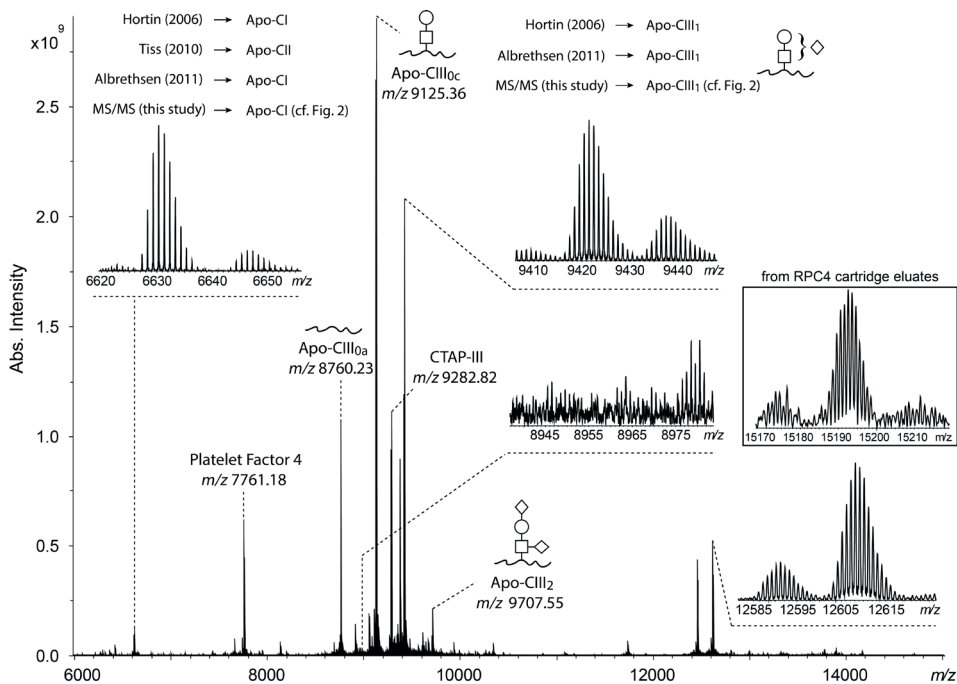 Hortin (2006) → Apo-CI
Tiss (2010) → Apo-CII
Albrethsen (2011) → Apo-CI
MS/MS (this study) → Apo-CI (cf. Fig. 2)
Hortin (2006) → Apo-CIII1
Albrethsen (2011) → Apo-CIII1
MS/MS (this study) → Apo-CIII1 (cf. Fig. 2)
x10⁹
2.5
2.0
1.5
1.0
0.5
0.0
Abs. Intensity
Apo-CIII0c
m/z 9125.36
6620 6630 6640 6650 m/z
9410 9420 9430 9440 m/z
from RPC4 cartridge eluates
15170 15180 15190 15200 15210 m/z
Apo-CIII0a
m/z 8760.23
CTAP-III
m/z 9282.82
8945 8955 8965 8975 m/z
Platelet Factor 4
m/z 7761.18
Apo-CIII2
m/z 9707.55
12585 12595 12605 12615 m/z
6000 8000 10000 12000 14000 m/z